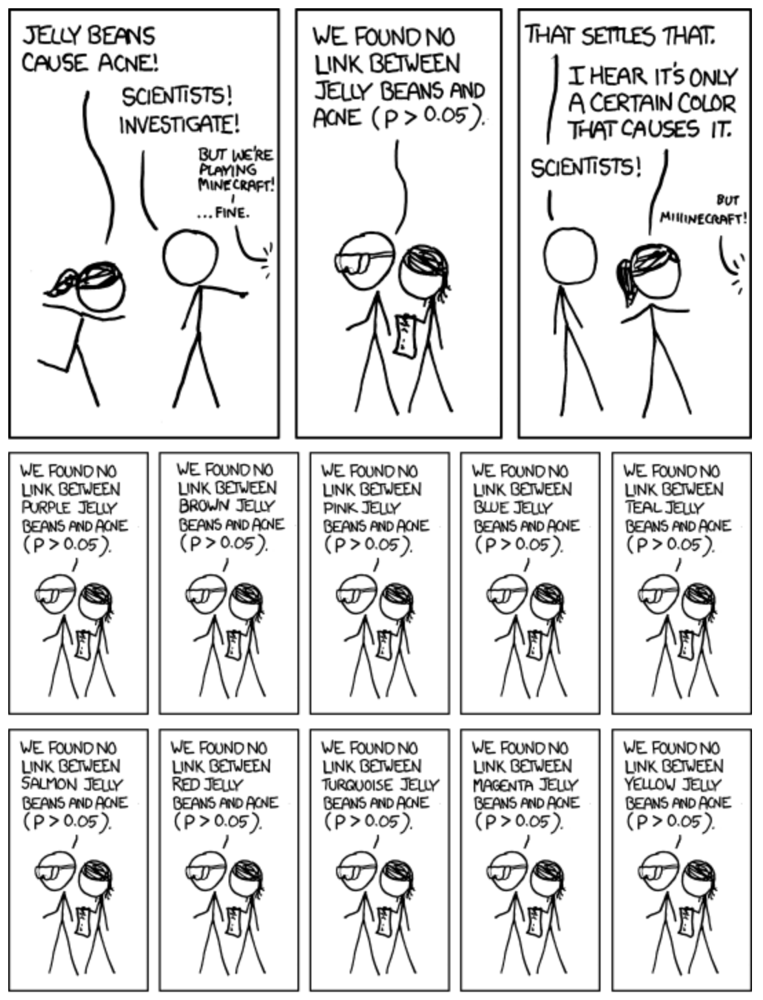 JELLY BEANS
CAUSE ACNE!
SCIENTISTS!
INVESTIGATE!
BUT WE'RE
PLAYING
MINECRAFT!
...FINE.
WE FOUND NO
LINK BETWEEN
JELLY BEANS AND
ACNE (P > 0.05).
THAT SETTLES THAT.
I HEAR IT'S ONLY
A CERTAIN COLOR
THAT CAUSES IT.
SCIENTISTS!
BUT
MIIIINECRAFT!
WE FOUND NO
LINK BETWEEN
PURPLE JELLY
BEANS AND ACNE
(P > 0.05).
WE FOUND NO
LINK BETWEEN
BROWN JELLY
BEANS AND ACNE
(P > 0.05).
WE FOUND NO
LINK BETWEEN
PINK JELLY
BEANS AND ACNE
(P > 0.05).
WE FOUND NO
LINK BETWEEN
BLUE JELLY
BEANS AND ACNE
(P > 0.05).
WE FOUND NO
LINK BETWEEN
TEAL JELLY
BEANS AND ACNE
(P > 0.05).
WE FOUND NO
LINK BETWEEN
SALMON JELLY
BEANS AND ACNE
(P > 0.05).
WE FOUND NO
LINK BETWEEN
RED JELLY
BEANS AND ACNE
(P > 0.05).
WE FOUND NO
LINK BETWEEN
TURQUOISE JELLY
BEANS AND ACNE
(P > 0.05).
WE FOUND NO
LINK BETWEEN
MAGENTA JELLY
BEANS AND ACNE
(P > 0.05).
WE FOUND NO
LINK BETWEEN
YELLOW JELLY
BEANS AND ACNE
(P > 0.05).